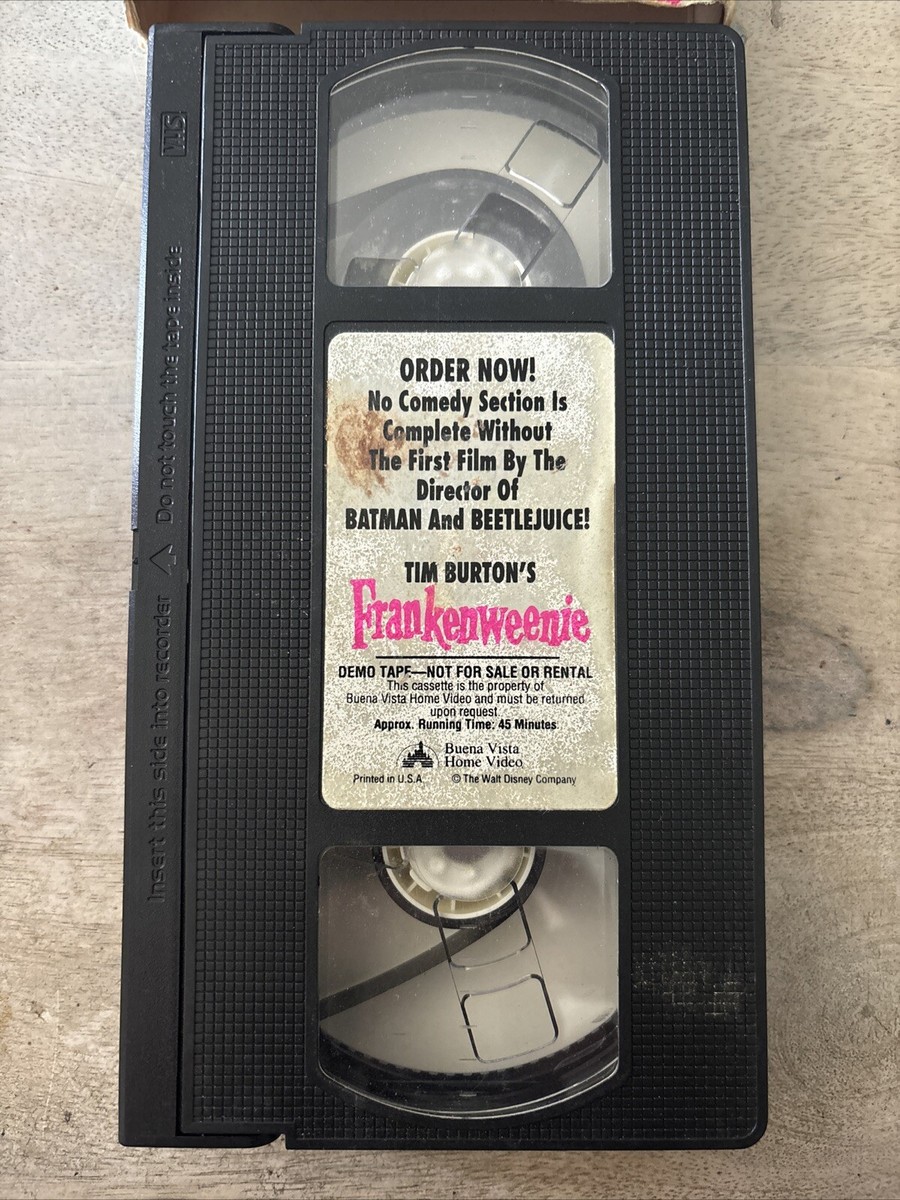 VHS
Insert this side into recorder
Do not touch the tape inside
ORDER NOW!
No Comedy Section Is
Complete Without
The First Film By The
Director Of
BATMAN And BEETLEJUICE!
TIM BURTON'S
Frankenweenie
DEMO TAPE—NOT FOR SALE OR RENTAL
This cassette is the property of
Buena Vista Home Video and must be returned
upon request.
Approx. Running Time: 45 Minutes
Buena Vista
Home Video
Printed in U.S.A. © The Walt Disney Company